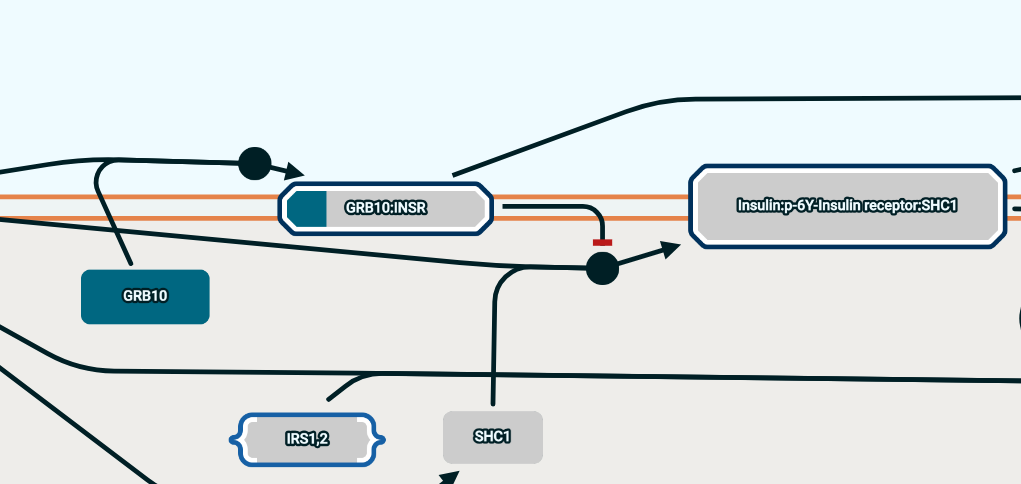 GRB10:INSR
Insulin:p-6Y-Insulin receptor:SHC1
GRB10
IRS1,2
SHC1